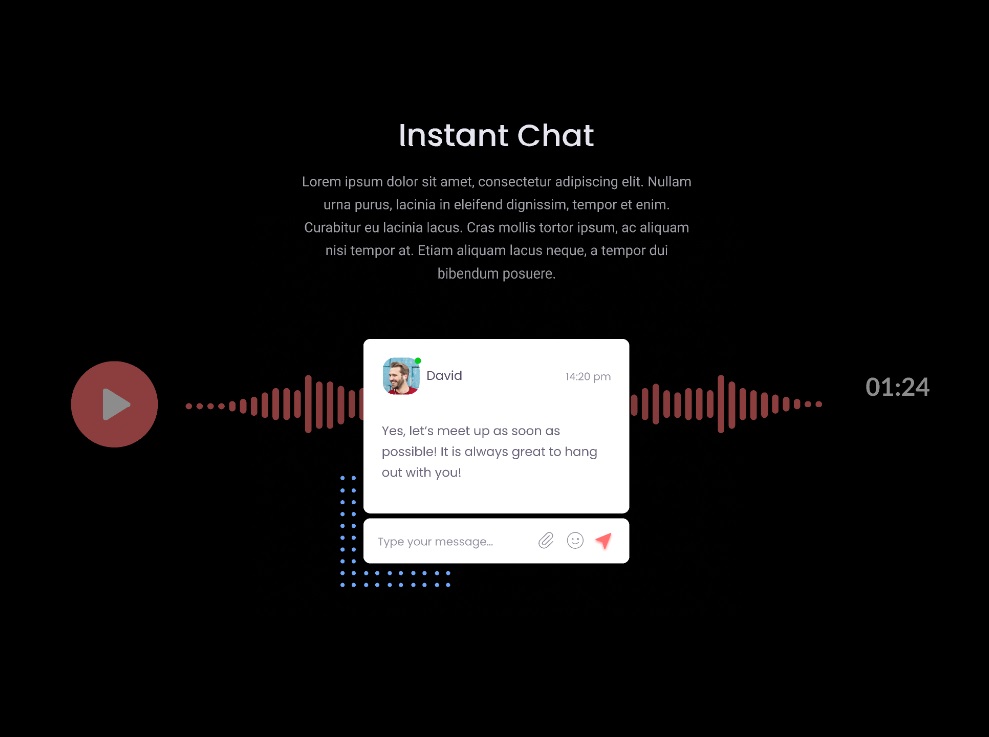 Instant Chat
Lorem ipsum dolor sit amet, consectetur adipiscing elit. Nullam
urna purus, lacinia in eleifend dignissim, tempor et enim.
Curabitur eu lacinia lacus. Cras mollis tortor ipsum, ac aliquam
nisi tempor at. Etiam aliquam lacus neque, a tempor dui
bibendum posuere.
David 14:20 pm
01:24
Yes, let's meet up as soon as
possible! It is always great to hang
out with you!
Type your message...